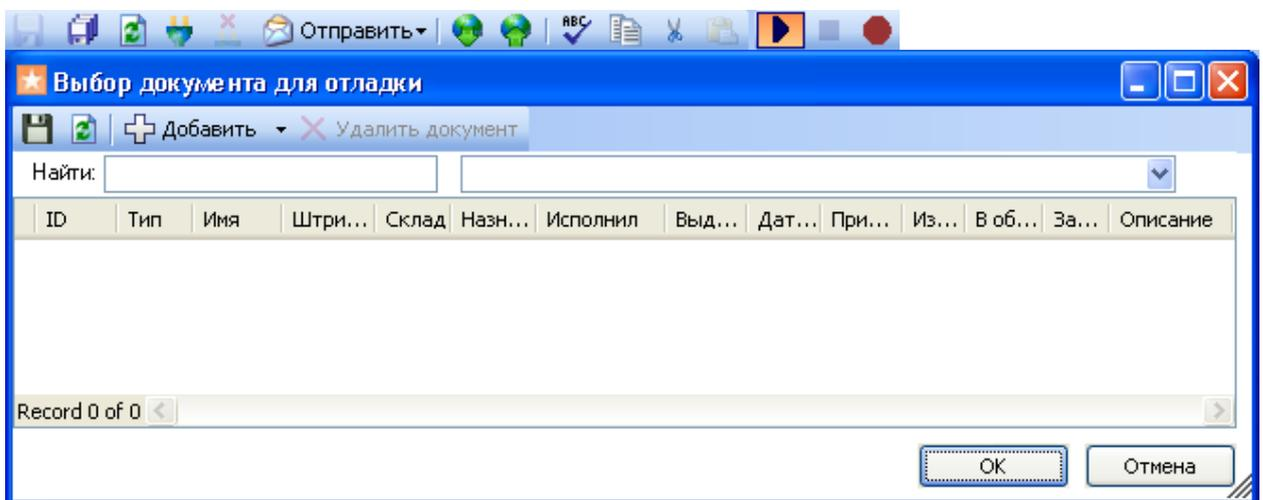 ABC
Отправить
Выбор документа для отладки
Добавить Удалить документ
Найти:
ID Тип Имя Штри... Склад Назн... Исполнил Выд... Дат... При... Из... В об... За... Описание
Record 0 of 0
OK Отмена